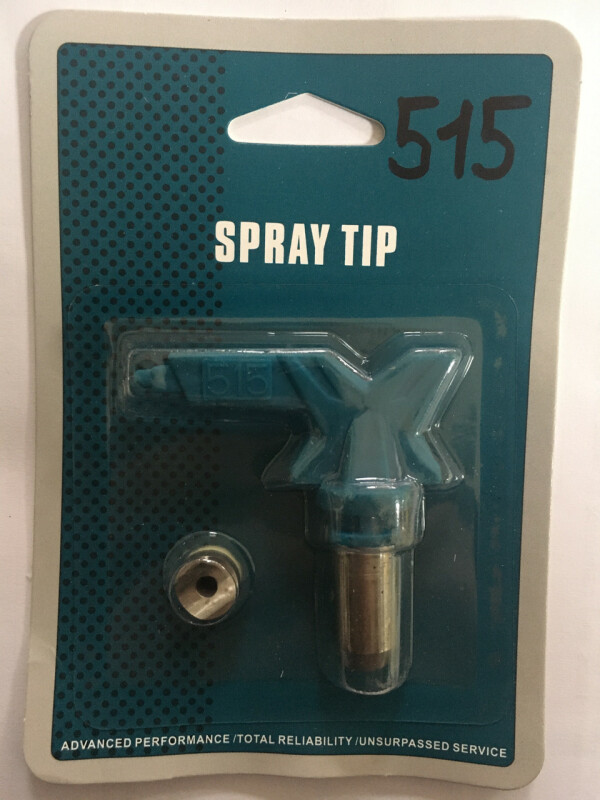 515
SPRAY TIP
515
ADVANCED PERFORMANCE /TOTAL RELIABILITY /UNSURPASSED SERVICE